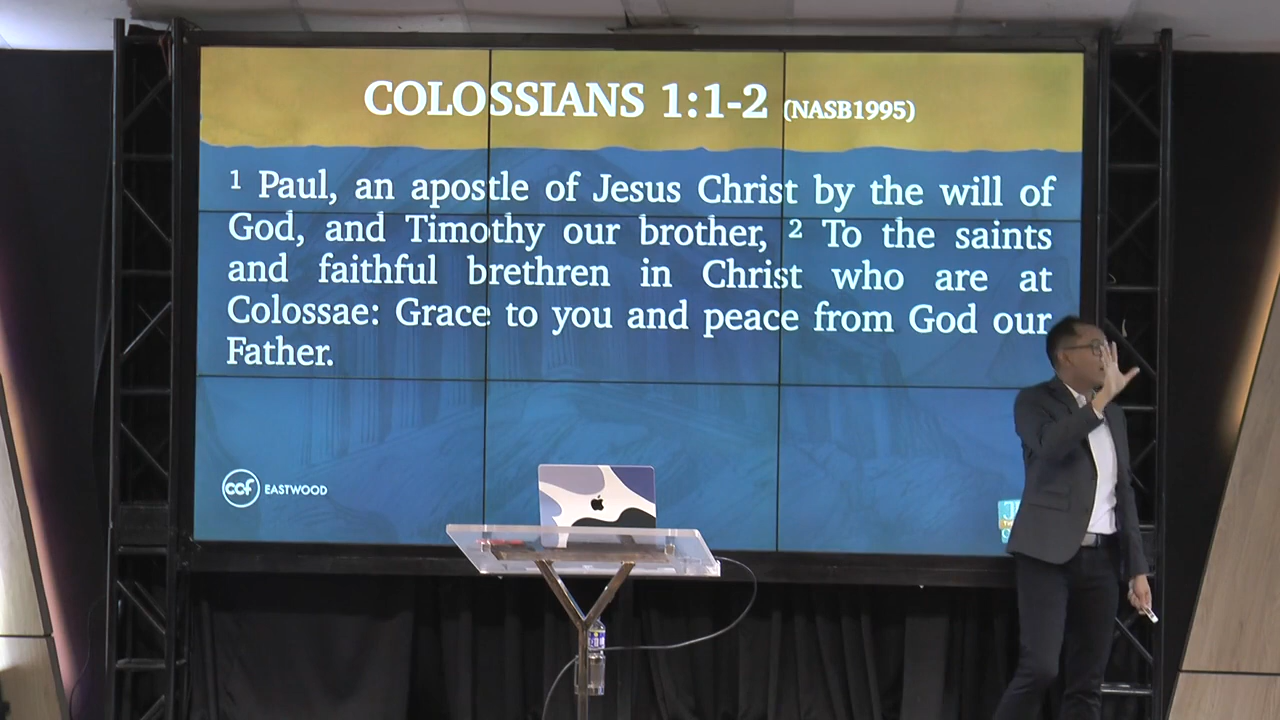 COLOSSIANS 1:1-2 (NASB1995)
¹ Paul, an apostle of Jesus Christ by the will of
God, and Timothy our brother, ² To the saints
and faithful brethren in Christ who are at
Colossae: Grace to you and peace from God our
Father.
ccf EASTWOOD